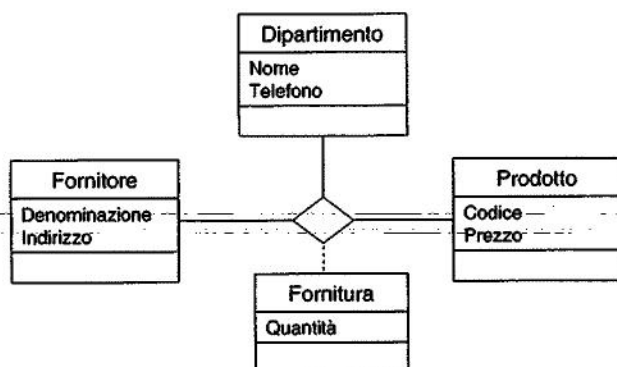 Dipartimento
Nome
Telefono
Fornitore
Denominazione
Indirizzo
Prodotto
Codice
Prezzo
Fornitura
Quantità